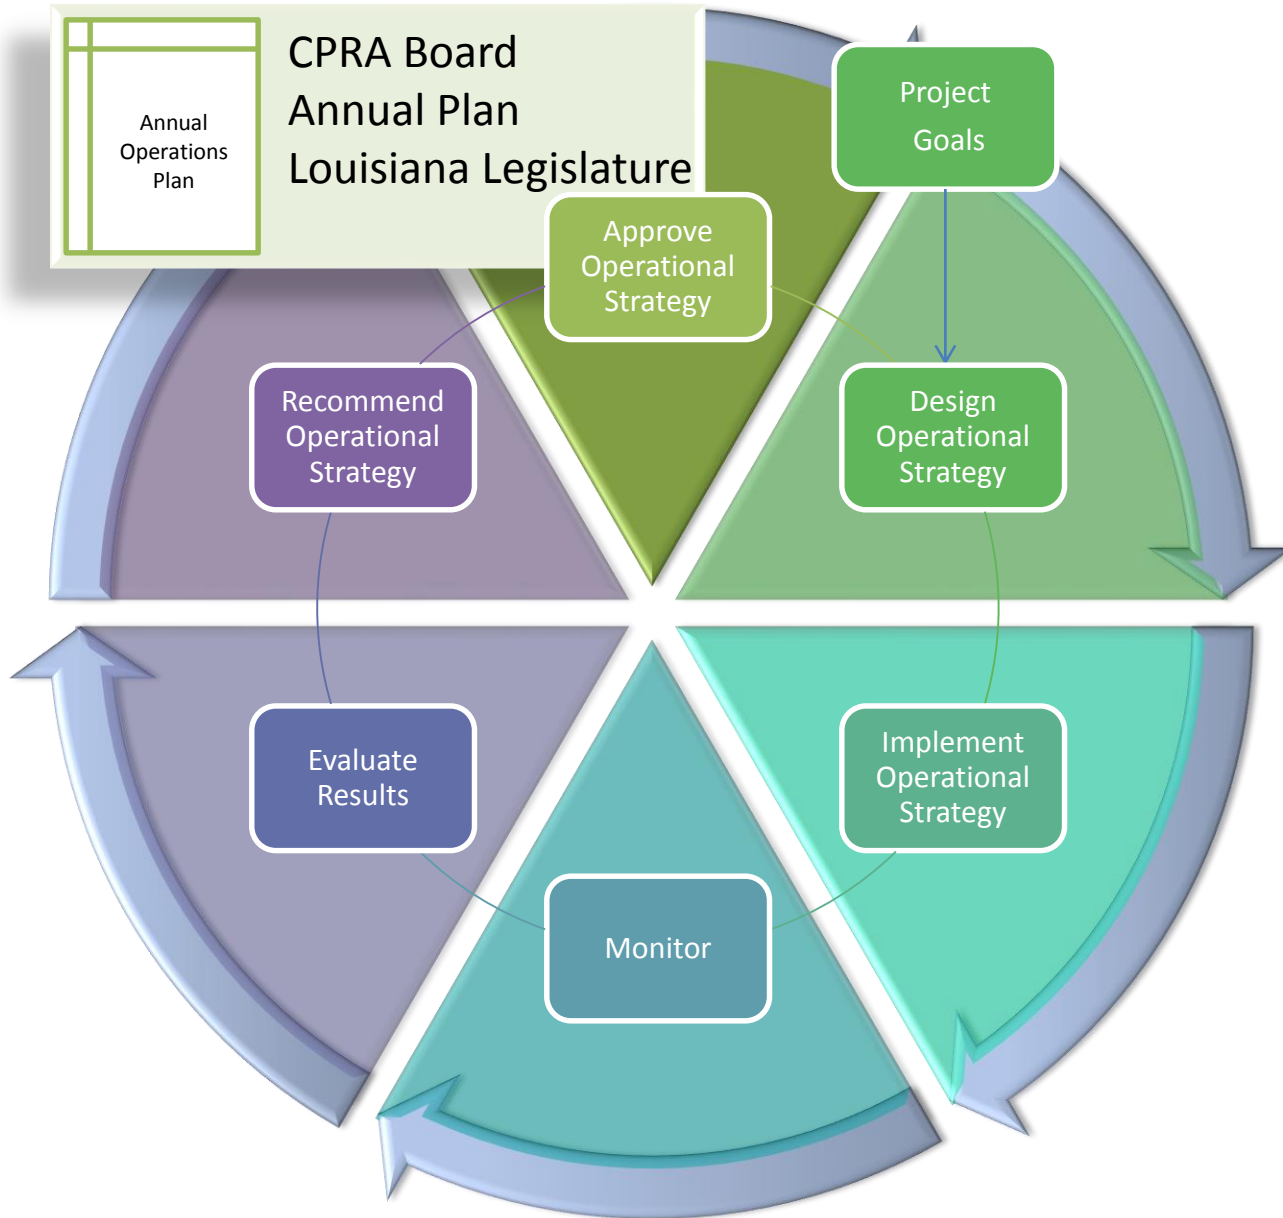 Annual
Operations
Plan
CPRA Board
Annual Plan
Louisiana Legislature
Project
Goals
Approve
Operational
Strategy
Recommend
Operational
Strategy
Design
Operational
Strategy
Evaluate
Results
Implement
Operational
Strategy
Monitor